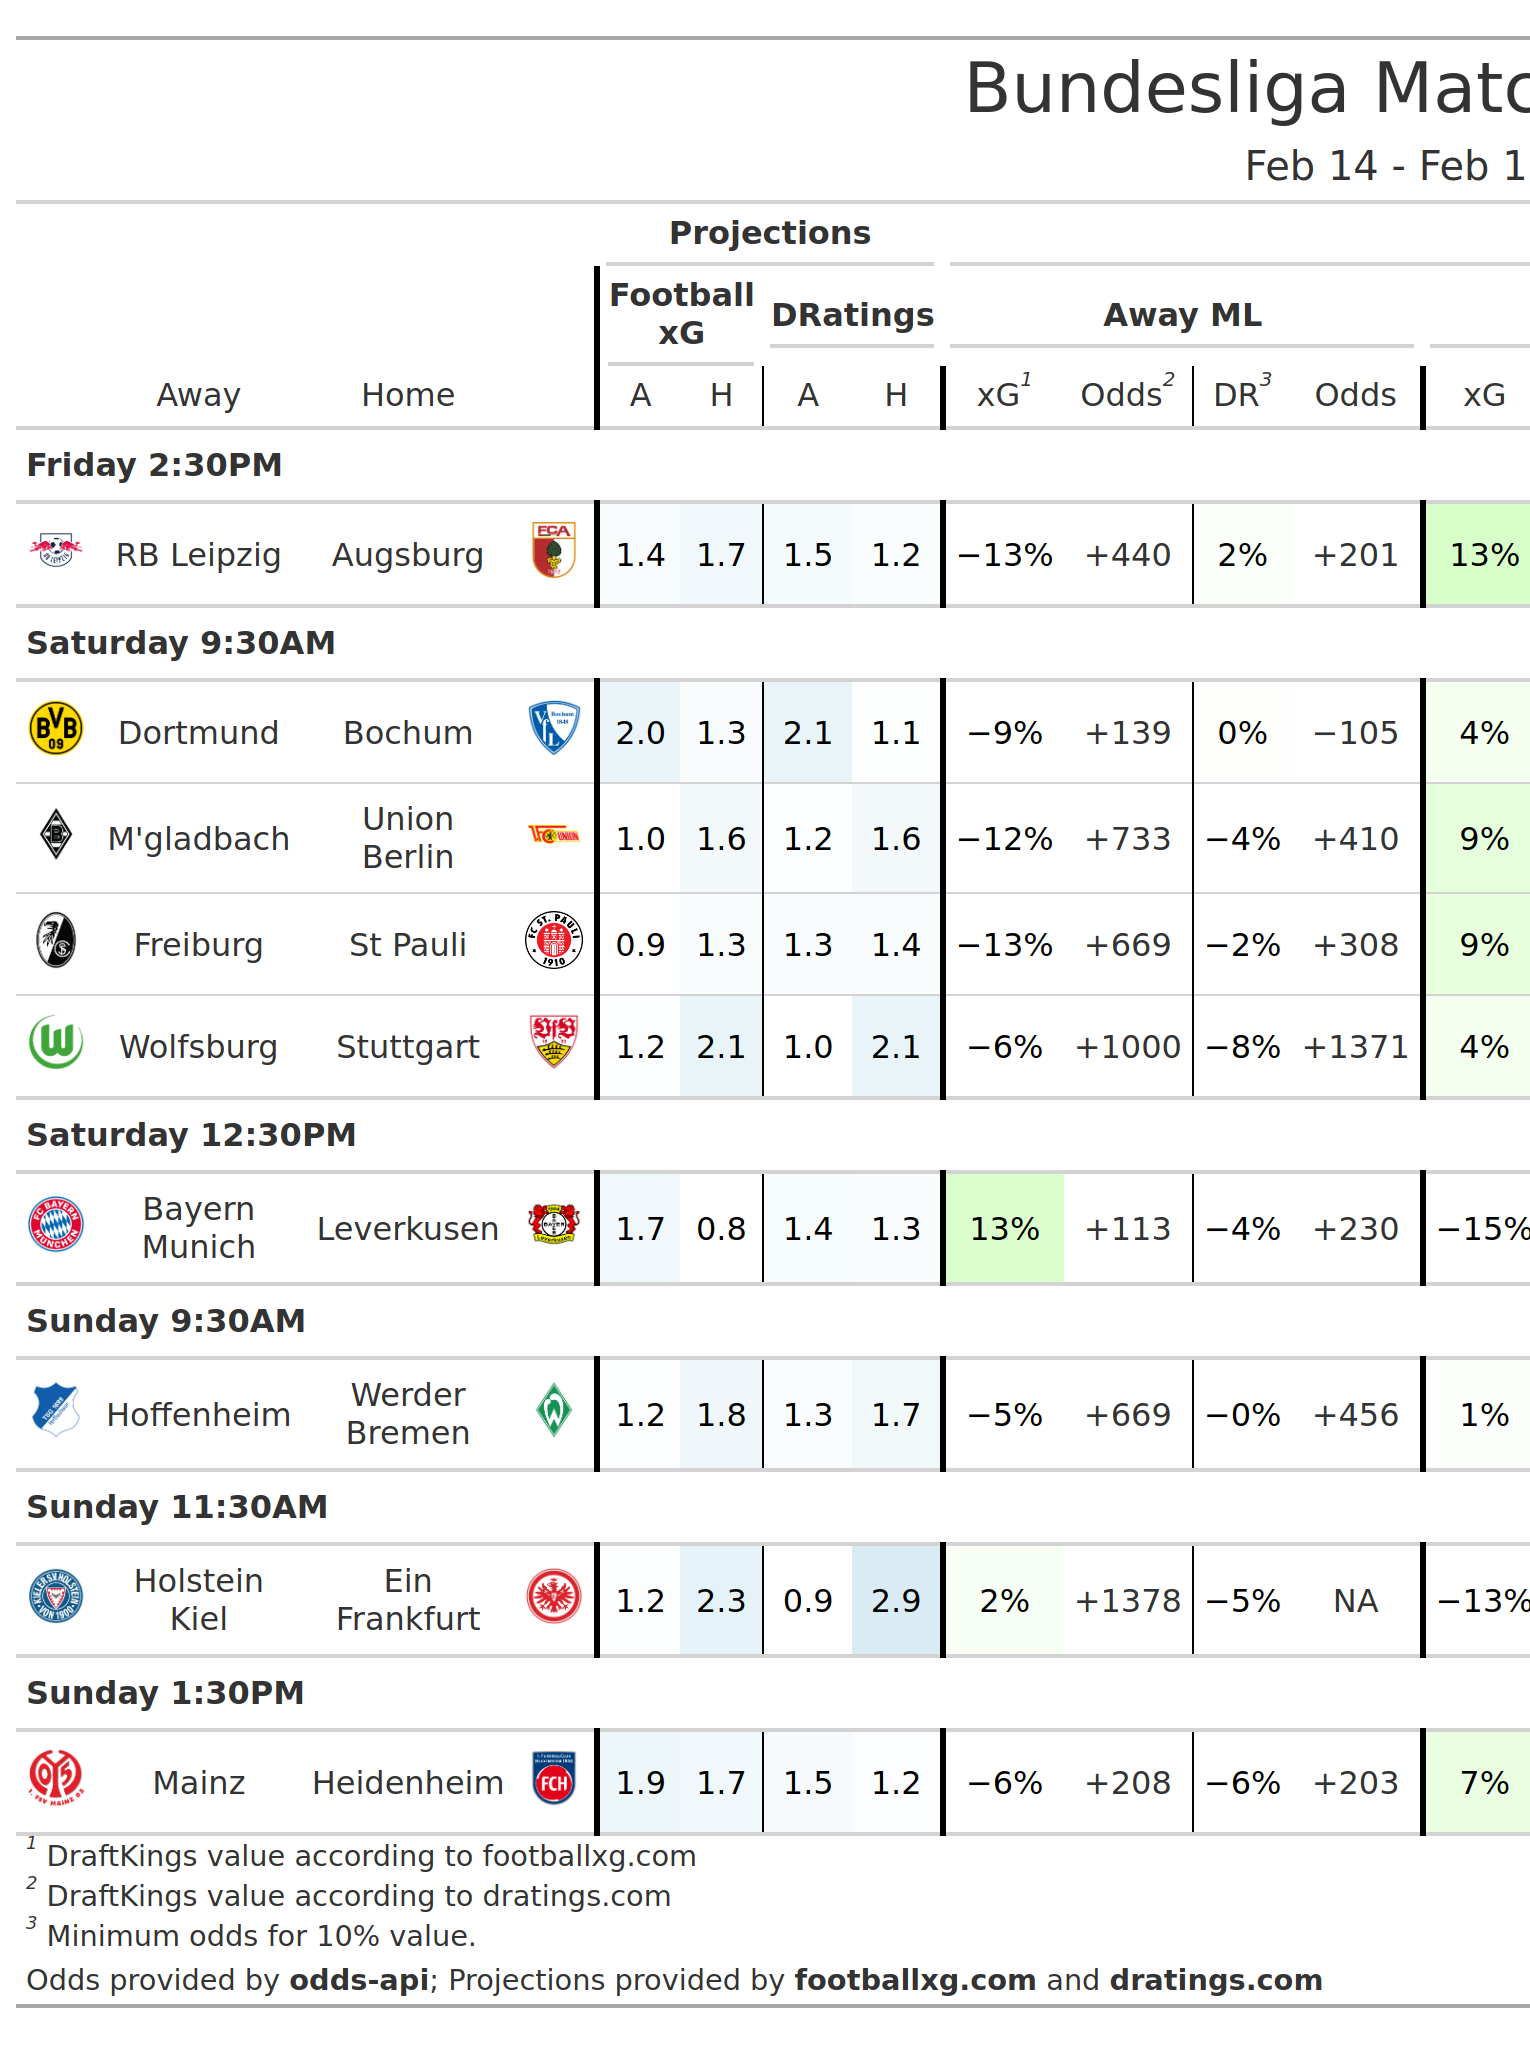 Bundesliga Matc
Feb 14 - Feb 1
Projections
Football xG DRatings Away ML
Away Home A H A H xG1 Odds2 DR3 Odds xG
Friday 2:30PM
RB Leipzig Augsburg 1.4 1.7 1.5 1.2 −13% +440 2% +201 13%
Saturday 9:30AM
Dortmund Bochum 2.0 1.3 2.1 1.1 −9% +139 0% −105 4%
M'gladbach Union Berlin 1.0 1.6 1.2 1.6 −12% +733 −4% +410 9%
Freiburg St Pauli 0.9 1.3 1.3 1.4 −13% +669 −2% +308 9%
Wolfsburg Stuttgart 1.2 2.1 1.0 2.1 −6% +1000 −8% +1371 4%
Saturday 12:30PM
Bayern Munich Leverkusen 1.7 0.8 1.4 1.3 13% +113 −4% +230 −15%
Sunday 9:30AM
Hoffenheim Werder Bremen 1.2 1.8 1.3 1.7 −5% +669 −0% +456 1%
Sunday 11:30AM
Holstein Kiel Ein Frankfurt 1.2 2.3 0.9 2.9 2% +1378 −5% NA −13%
Sunday 1:30PM
Mainz Heidenheim 1.9 1.7 1.5 1.2 −6% +208 −6% +203 7%
1 DraftKings value according to footballxg.com
2 DraftKings value according to dratings.com
3 Minimum odds for 10% value.
Odds provided by odds-api; Projections provided by footballxg.com and dratings.com